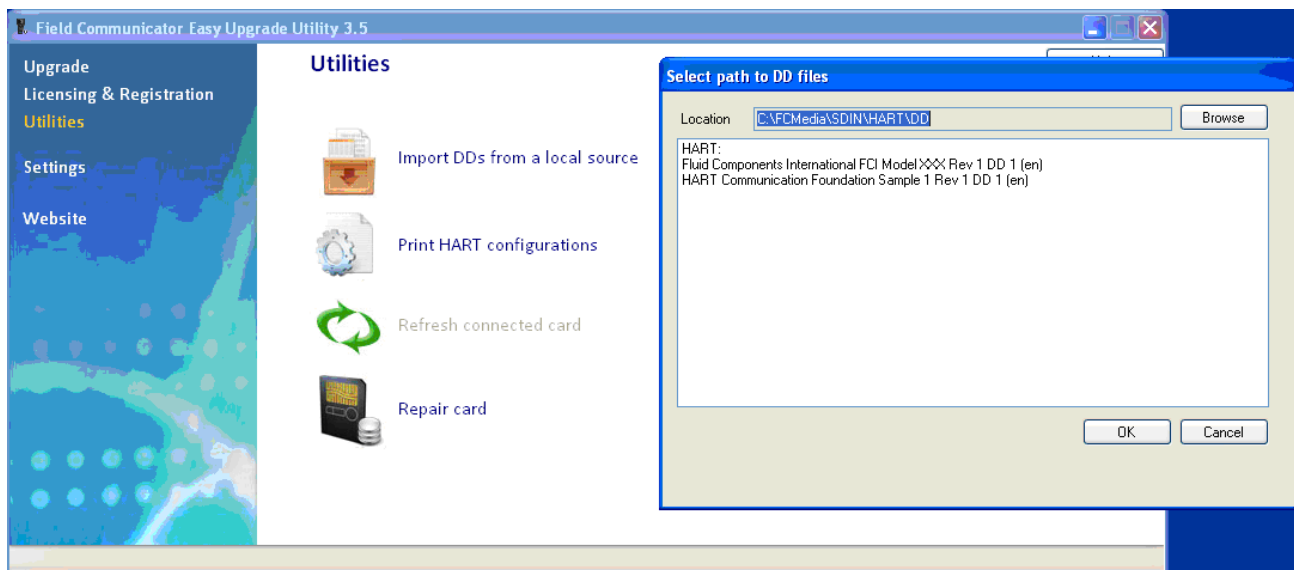 Field Communicator Easy Upgrade Utility 3.5
Upgrade
Licensing & Registration
Utilities
Settings
Website
Utilities
Import DDs from a local source
Print HART configurations
Refresh connected card
Repair card
Select path to DD files
Location C:\FCMedia\SDIN\HART\DD Browse
HART:
Fluid Components International FCI Model XXX Rev 1 DD 1 (en)
HART Communication Foundation Sample 1 Rev 1 DD 1 (en)
OK Cancel